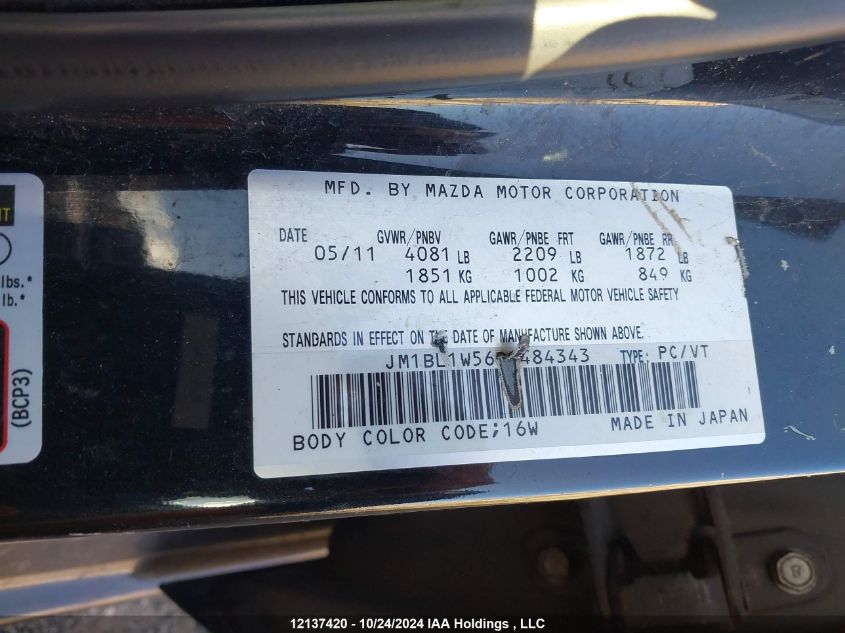 MFD. BY MAZDA MOTOR CORPORATION
DATE GVWR/PNBV GAWR/PNBE FRT GAWR/PNBE RR
05/11 4081 LB 2209 LB 1872 LB
1851 KG 1002 KG 849 KG
THIS VEHICLE CONFORMS TO ALL APPLICABLE FEDERAL MOTOR VEHICLE SAFETY
STANDARDS IN EFFECT ON THE DATE OF MANUFACTURE SHOWN ABOVE.
TYPE: PC/VT
BODY COLOR CODE;16W MADE IN JAPAN
lbs.*
lb.*
(BCP3)
8
12137420 - 10/24/2024 IAA Holdings , LLC